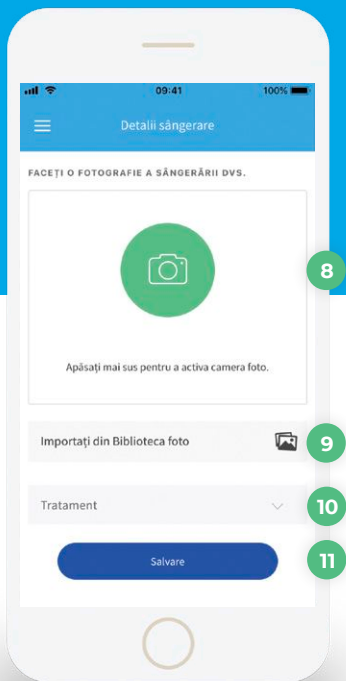 09:41
100%
Detalii sângerare
FACEȚI O FOTOGRAFIE A SÂNGERĂRII DVS.
8
Apăsați mai sus pentru a activa camera foto.
Importați din Biblioteca foto
9
Tratament
10
Salvare
11